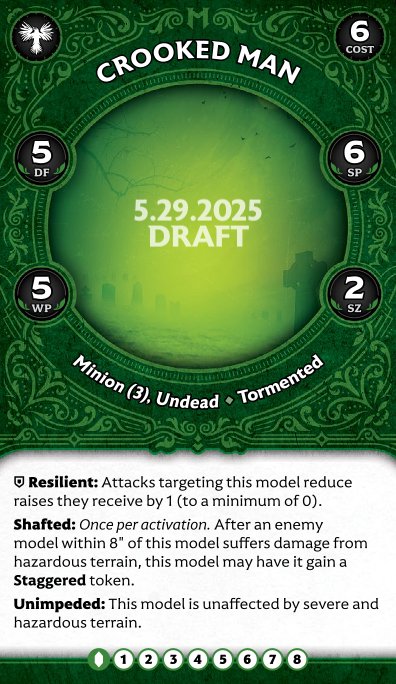 M
6
COST
CROOKED MAN
5
DF
6
SP
5.29.2025
DRAFT
5
WP
2
SZ
Minion (3), Undead ◆ Tormented
Resilient: Attacks targeting this model reduce
raises they receive by 1 (to a minimum of 0).
Shafted: Once per activation. After an enemy
model within 8" of this model suffers damage from
hazardous terrain, this model may have it gain a
Staggered token.
Unimpeded: This model is unaffected by severe and
hazardous terrain.
1 2 3 4 5 6 7 8